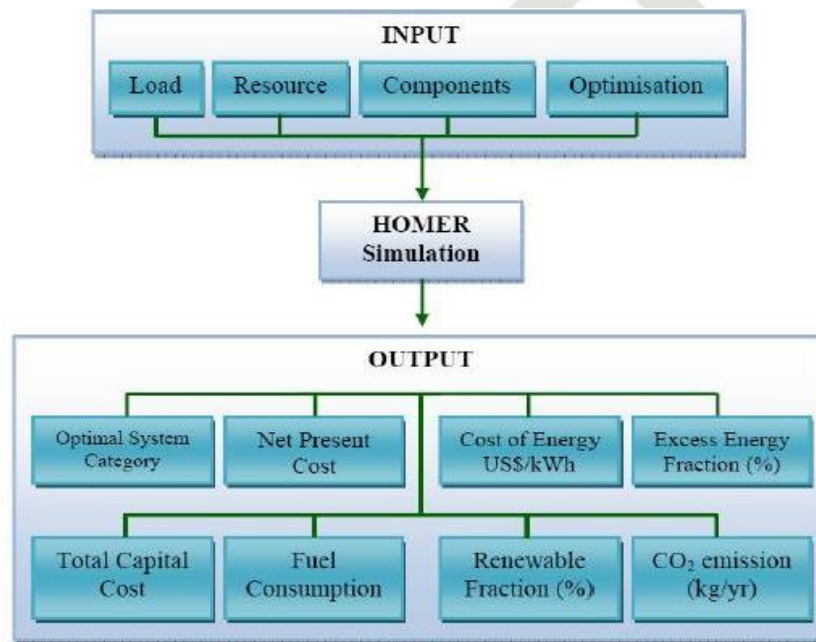 INPUT
Load
Resource
Components
Optimisation
HOMER
Simulation
OUTPUT
Optimal System
Category
Net Present
Cost
Cost of Energy
US$/kWh
Excess Energy
Fraction (%)
Total Capital
Cost
Fuel
Consumption
Renewable
Fraction (%)
CO₂ emission
(kg/yr)